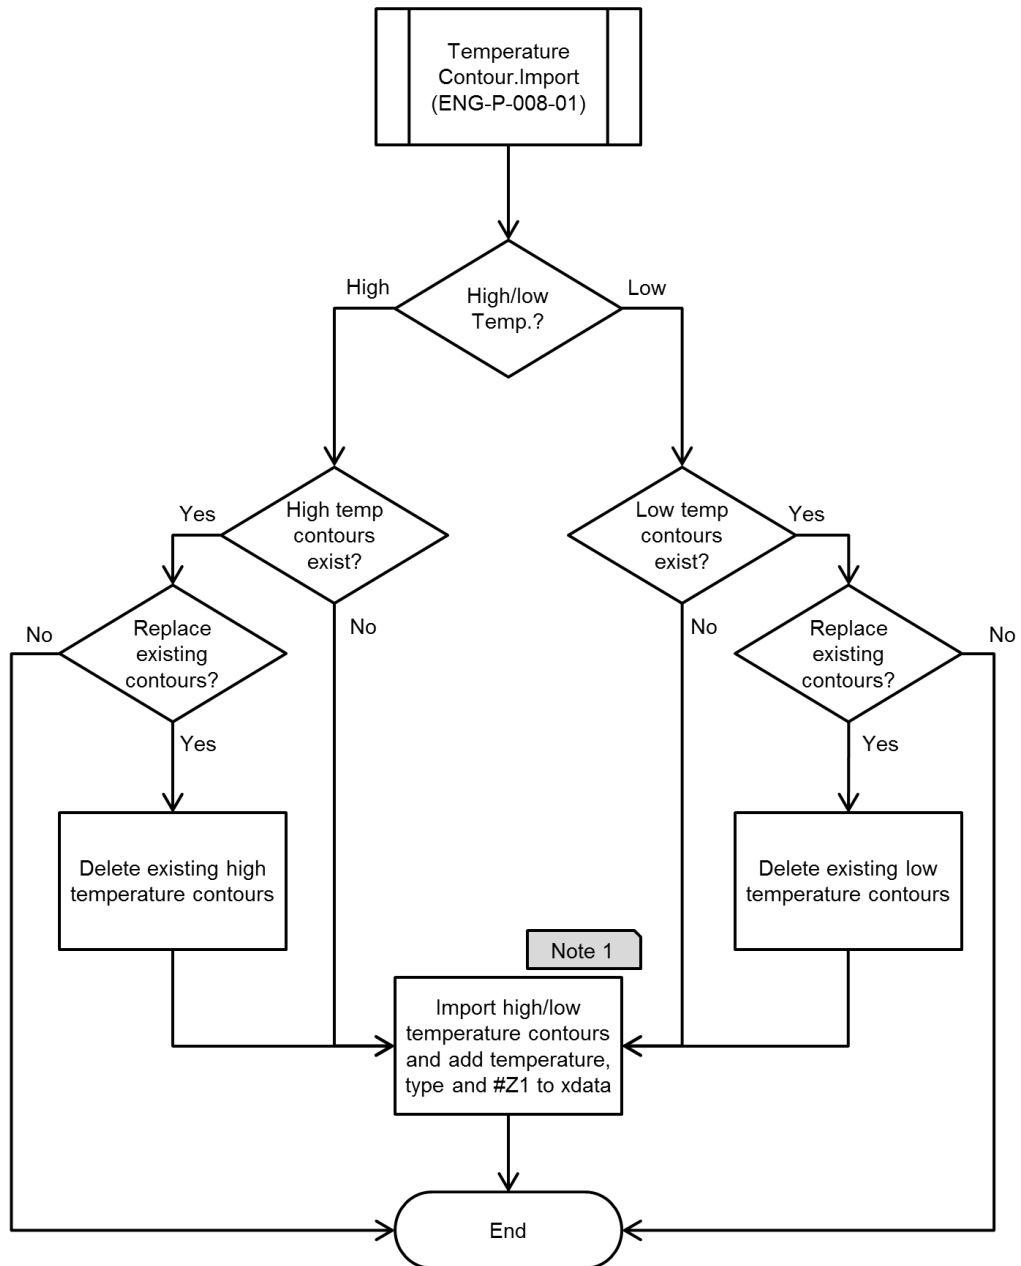 Temperature
Contour.Import
(ENG-P-008-01)
High
High/low
Temp.?
Low
Yes
High temp
contours
exist?
Low temp
contours
exist?
Yes
No
Replace
existing
contours?
No
No
Replace
existing
contours?
No
Yes
Yes
Delete existing high
temperature contours
Delete existing low
temperature contours
Note 1
Import high/low
temperature contours
and add temperature,
type and #Z1 to xdata
End